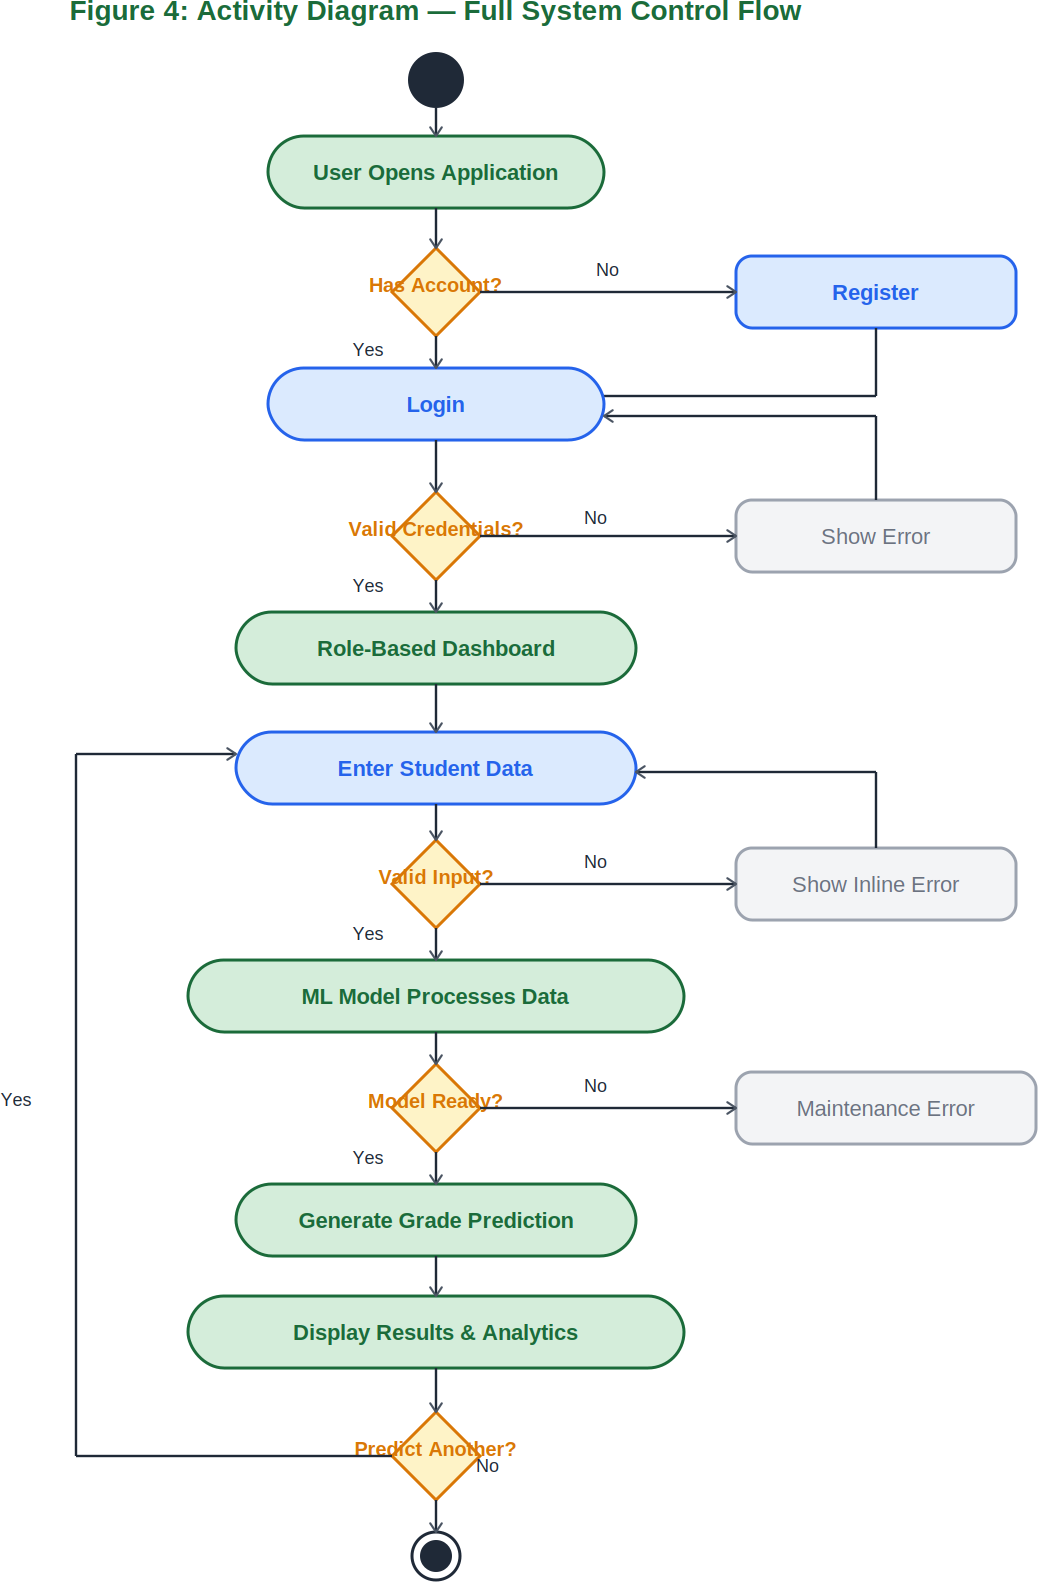 Figure 4: Activity Diagram — Full System Control Flow
User Opens Application
Has Account?
No
Register
Yes
Login
Valid Credentials?
No
Show Error
Yes
Role-Based Dashboard
Enter Student Data
Valid Input?
No
Show Inline Error
Yes
ML Model Processes Data
Model Ready?
No
Maintenance Error
Yes
Yes
Generate Grade Prediction
Display Results & Analytics
Predict Another?
No